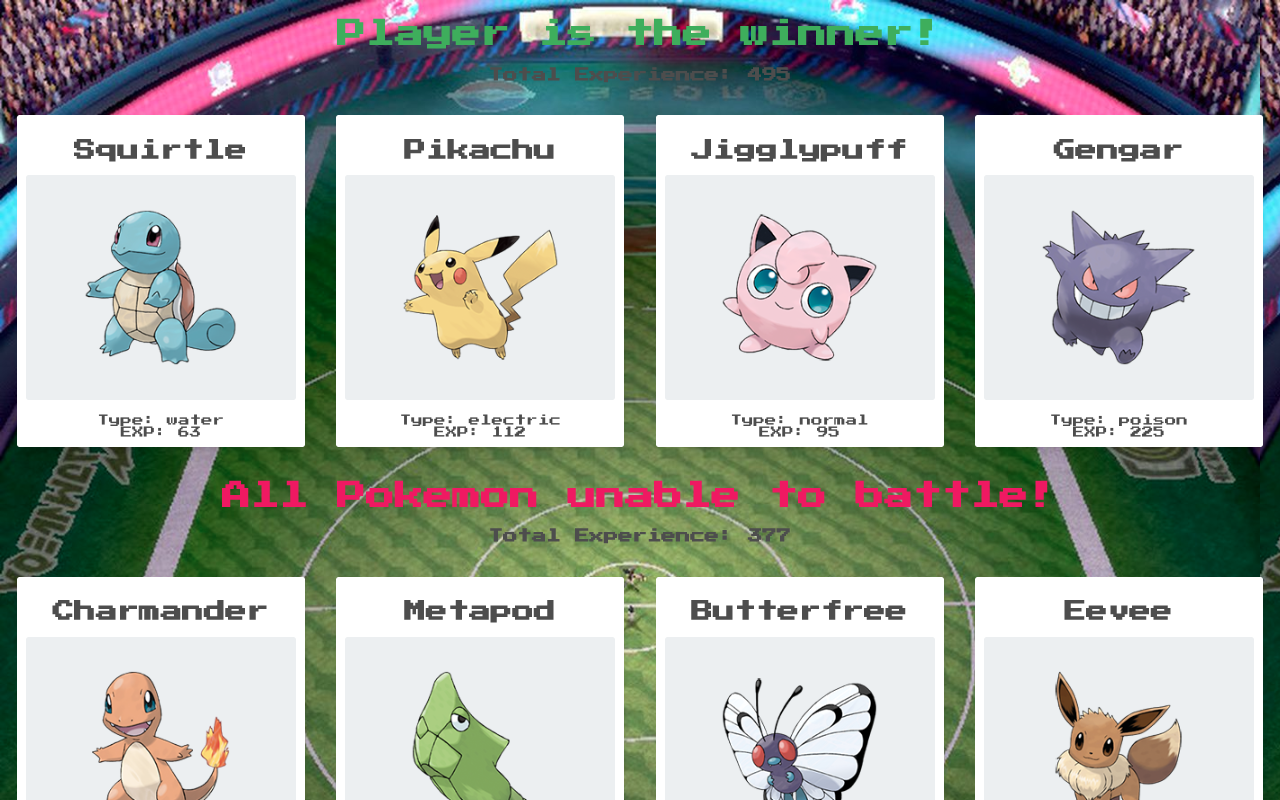 Player is the winner!
Total Experience: 495
Squirtle
Pikachu
Jigglypuff
Gengar
Type: water
EXP: 63
Type: electric
EXP: 112
Type: normal
EXP: 95
Type: poison
EXP: 225
All Pokemon unable to battle!
Total Experience: 377
Charmander
Metapod
Butterfree
Eevee